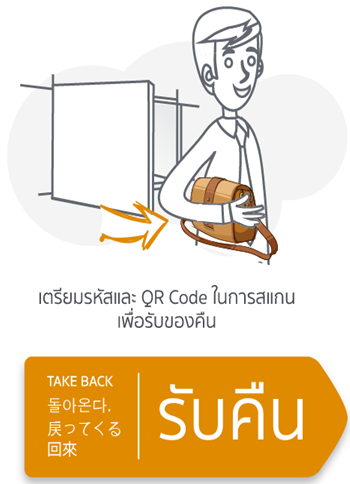 เตรียมรหัสและ QR Code ในการสแกน
เพื่อรับของคืน
TAKE BACK
돌아온다.
戻ってくる
回來
รับคืน